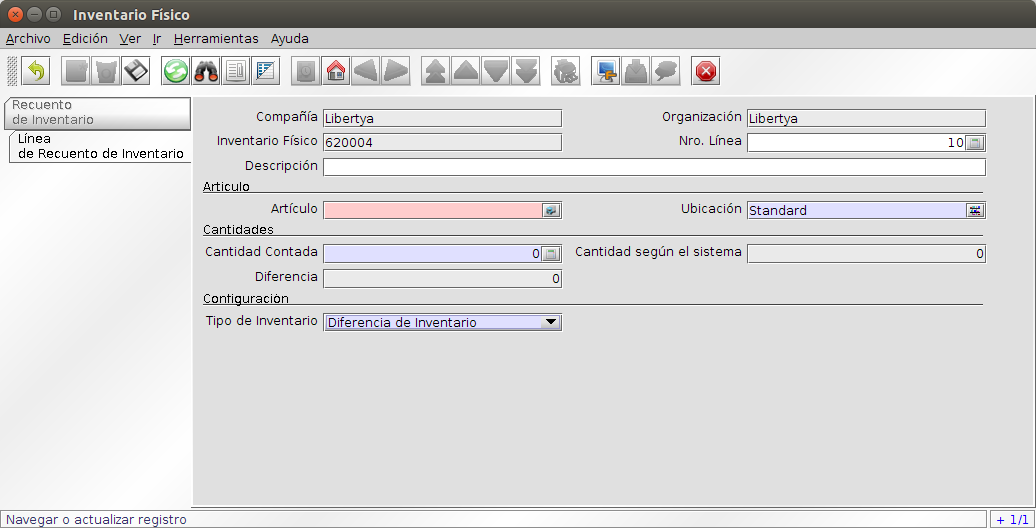 Inventario Físico
Archivo Edición Ver Ir Herramientas Ayuda
Recuento
de Inventario
Línea
de Recuento de Inventario
Compañía Libertya Organización Libertya
Inventario Físico 620004 Nro. Línea 10
Descripción
Articulo
Artículo Ubicación Standard
Cantidades
Cantidad Contada 0 Cantidad según el sistema 0
Diferencia 0
Configuración
Tipo de Inventario Diferencia de Inventario
Navegar o actualizar registro + 1/1